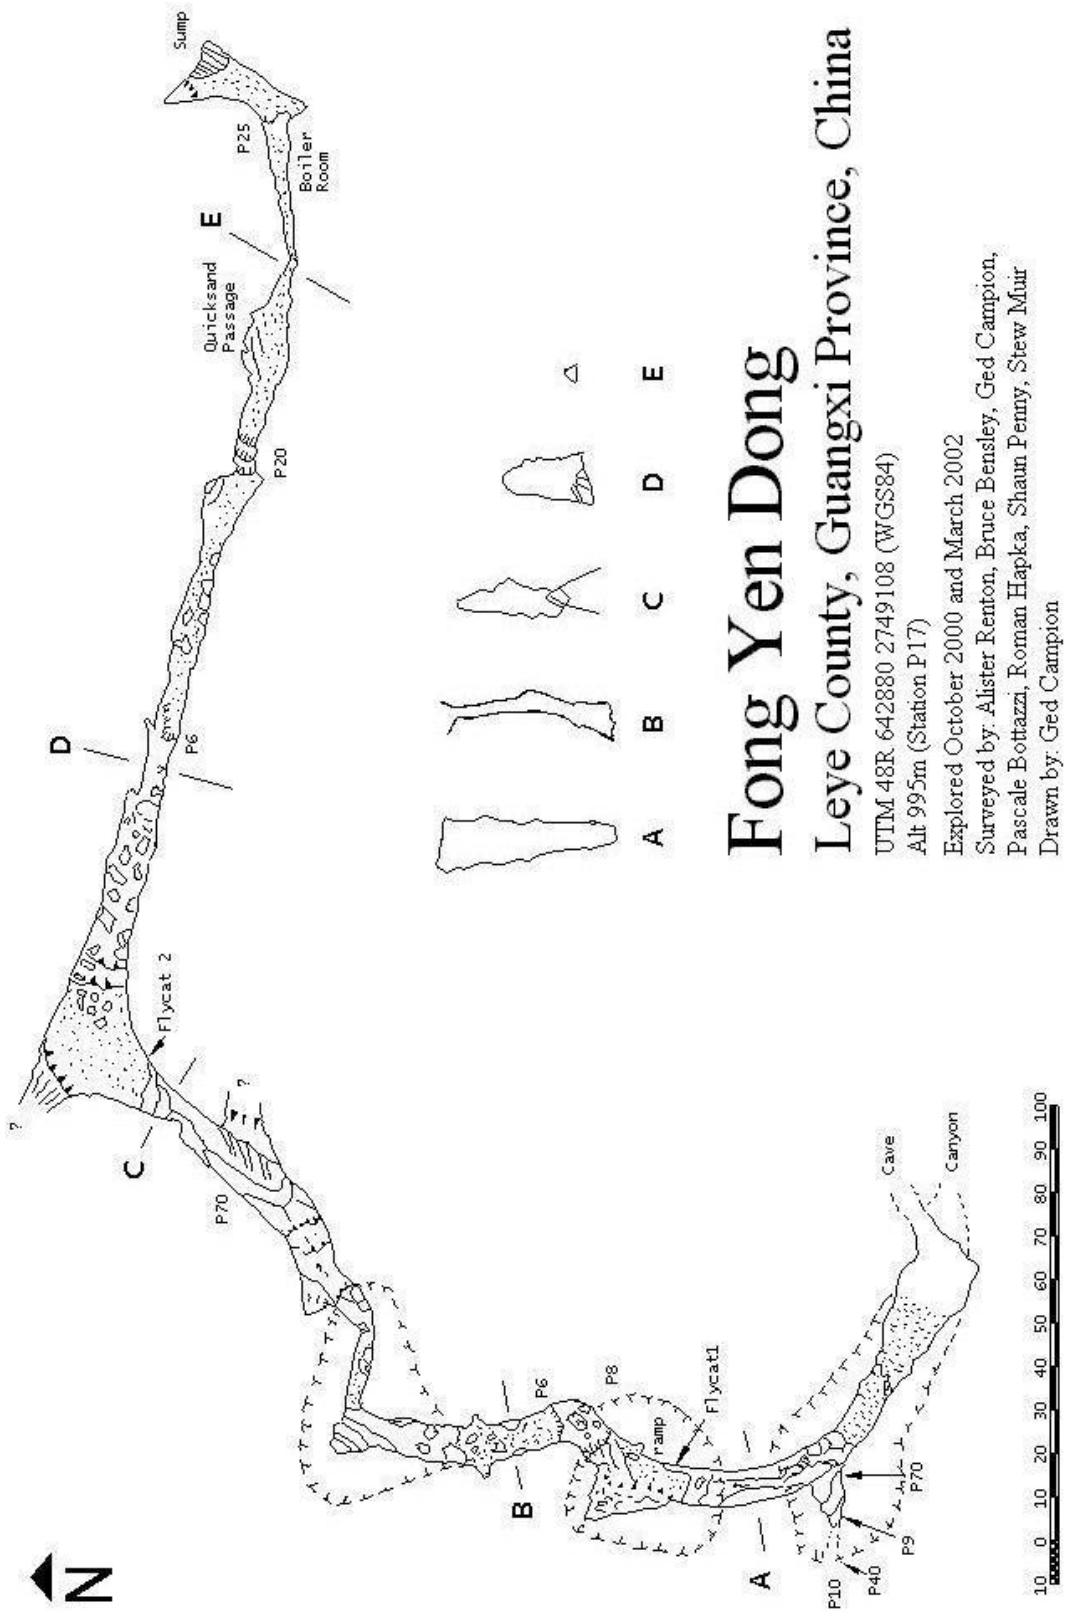 Sump
P25
Boiler
Room
E
Quicksand
Passage
P20
D
P6
Flycat 2
?
C
?
P70
B
P6
P8
ramp
Flycat1
A
P70
P9
P10
P40
Cave
Canyon
N
A
B
C
D
E
Fong Yen Dong
Leye County, Guangxi Province, China
UTM 48R 642880 2749108 (WGS84)
Alt 995m (Station P17)
Explored October 2000 and March 2002
Surveyed by: Alister Renton, Bruce Bensley, Ged Campion,
Pascale Bottazzi, Roman Hapka, Shaun Penny, Stew Muir
Drawn by: Ged Campion
10 0 10 20 30 40 50 60 70 80 90 100